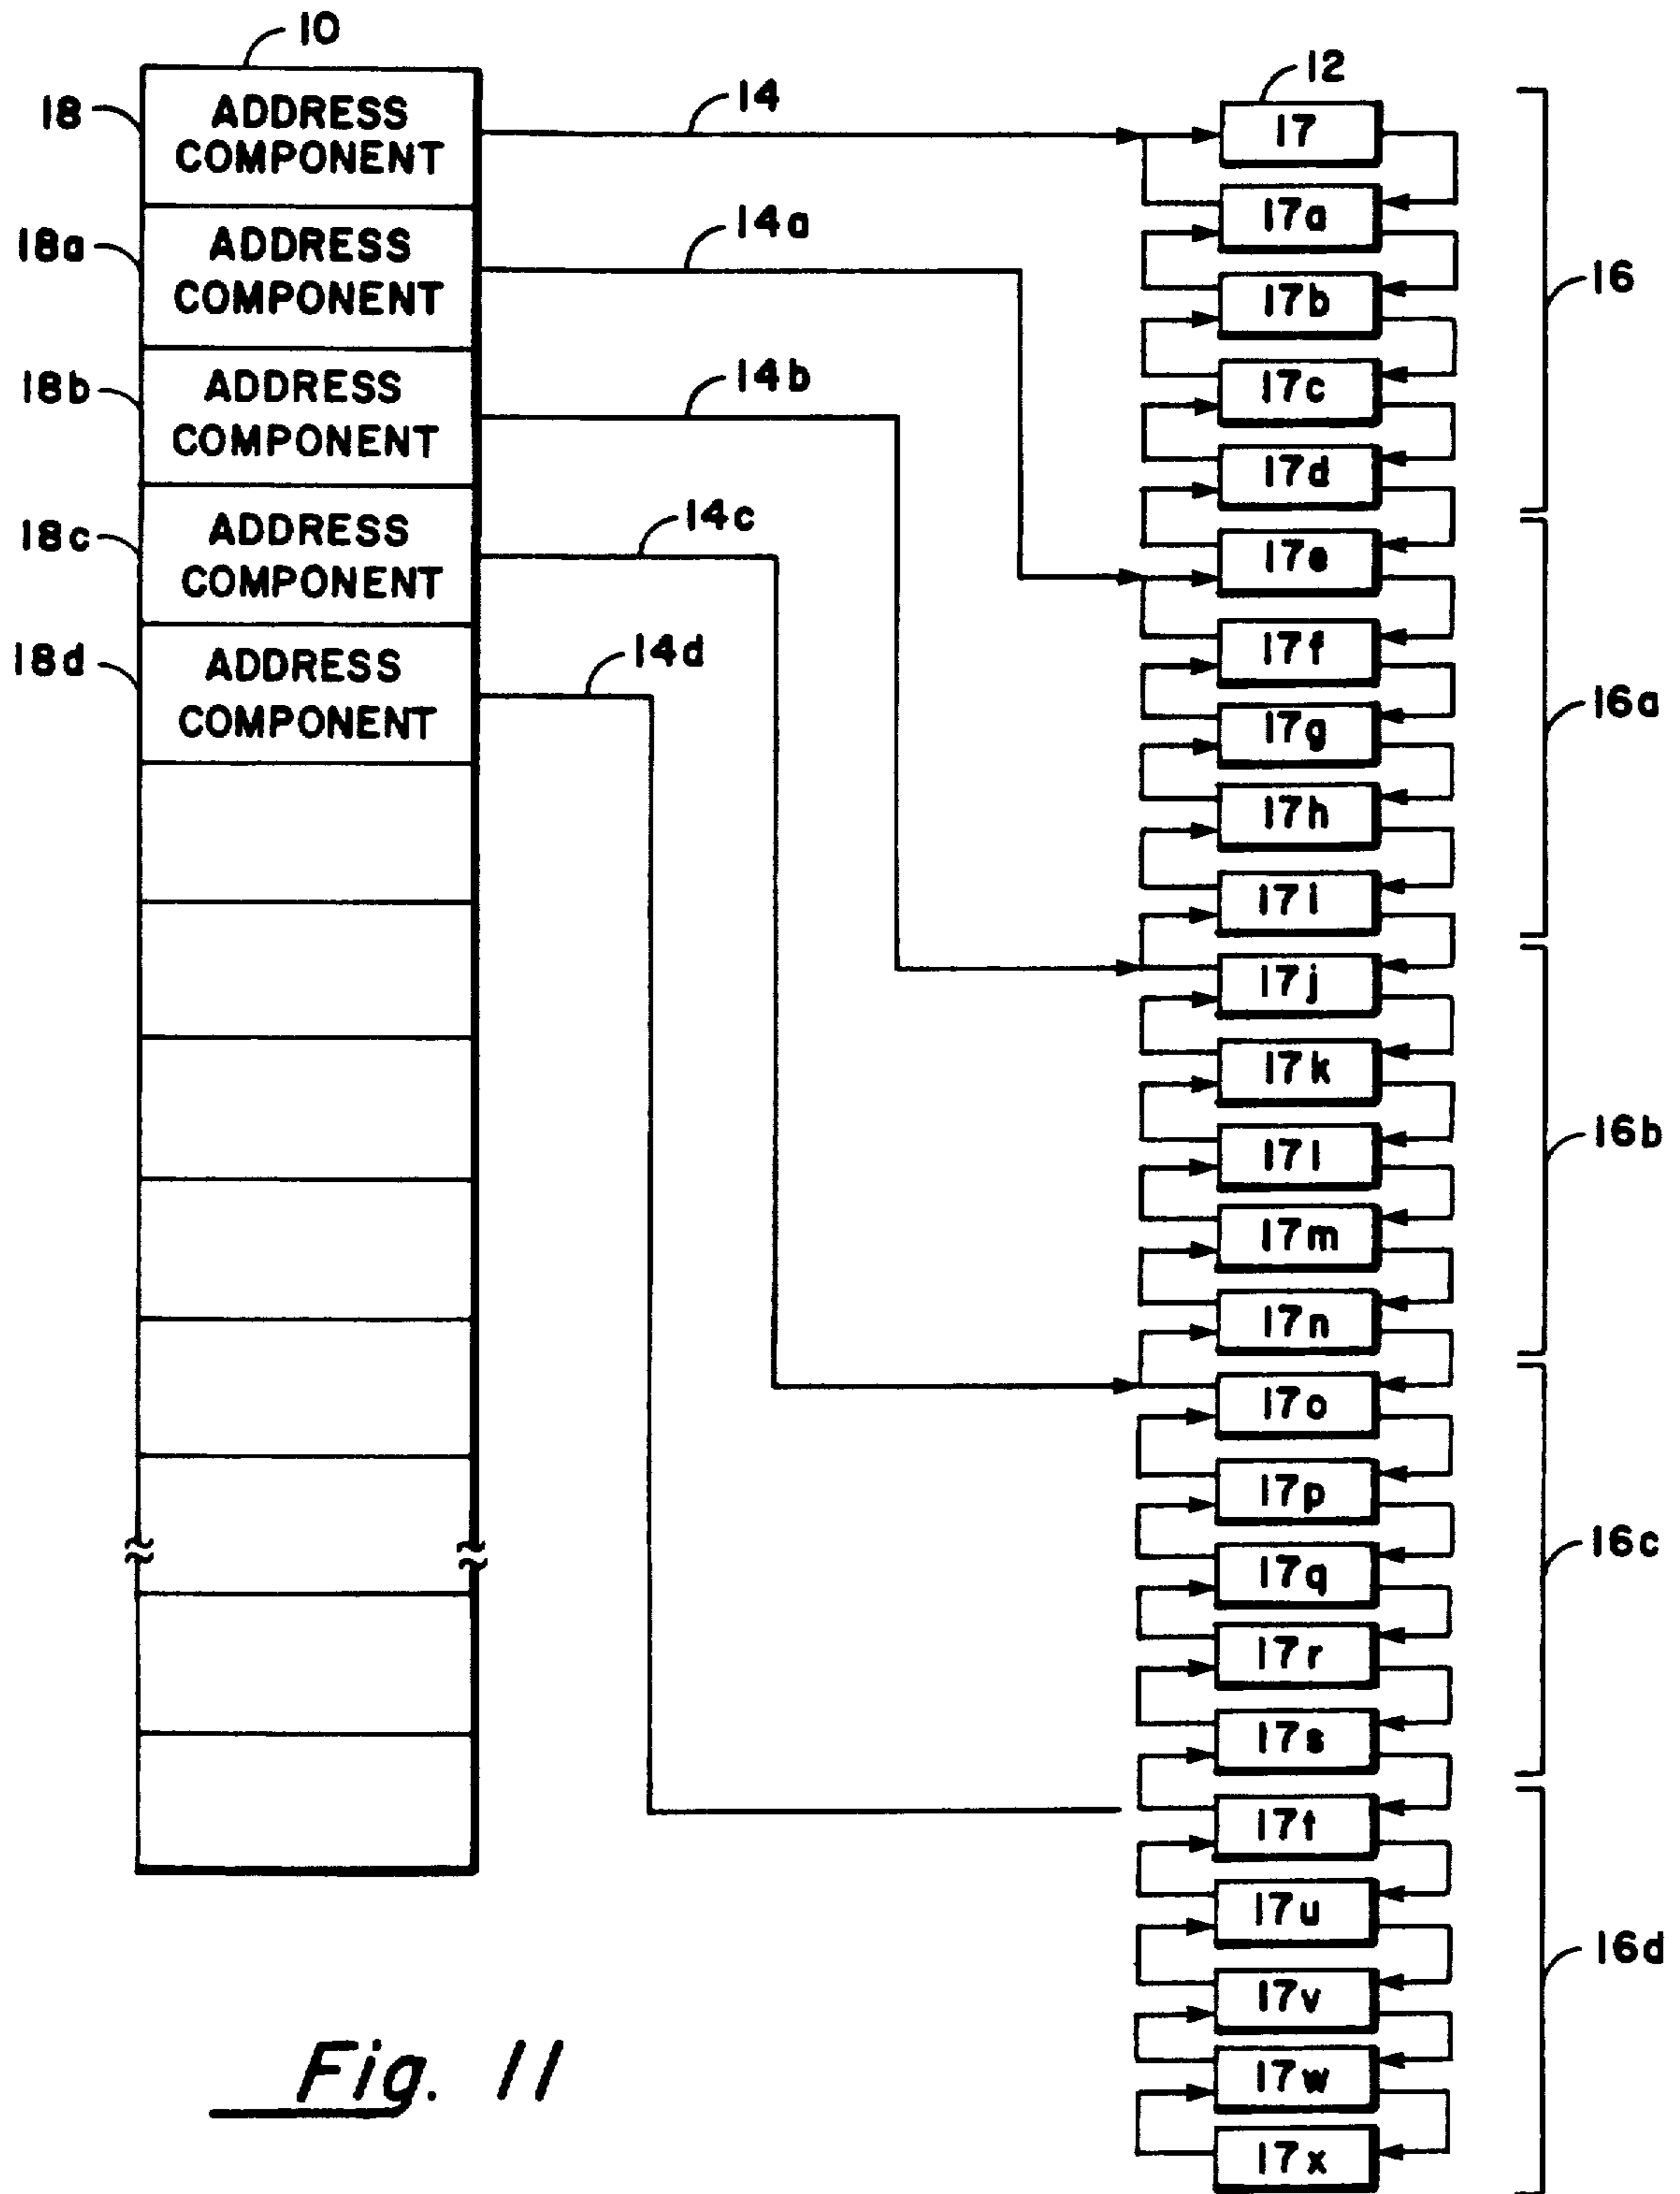 10
18
ADDRESS
COMPONENT
18a
ADDRESS
COMPONENT
18b
ADDRESS
COMPONENT
18c
ADDRESS
COMPONENT
18d
ADDRESS
COMPONENT
14
14a
14b
14c
14d
12
17
17a
17b
17c
17d
17e
17f
17g
17h
17i
17j
17k
17l
17m
17n
17o
17p
17q
17r
17s
17t
17u
17v
17w
17x
16
16a
16b
16c
16d
Fig. 11